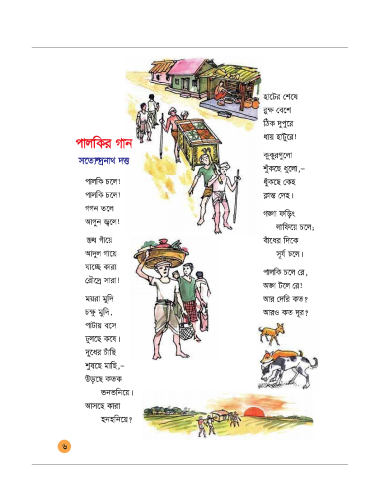 পালকির গান
সত্যেন্দ্রনাথ দত্ত
পালকি চলে!
পালকি চলে!
গগন তলে
আগুন জ্বলে!
স্তব্ধ গাঁয়ে
আদুল গায়ে
যাচ্ছে কারা
রৌদ্রে সারা!
ময়রা মুদি
চক্ষু মুদি,
পাটায় বসে
ঢুলছে কষে।
দুধের চাঁছি
শুষছে মাছি,–
উড়ছে কতক
ভনভনিয়ে।
আসছে কারা
হনহনিয়ে?
হাটের শেষে
রুক্ষ বেশে
ঠিক দুপুরে
ধায় হাটুরে!
কুকুরগুলো
শুঁকছে ধুলো,–
ধুঁকছে কেহ
ক্লান্ত দেহ।
গঙ্গা ফড়িং
লাফিয়ে চলে;
বাঁধের দিকে
সূর্য চলে।
পালকি চলে রে,
অঙ্গ টলে রে!
আর দেরি কত?
আরও কত দূর?
৬